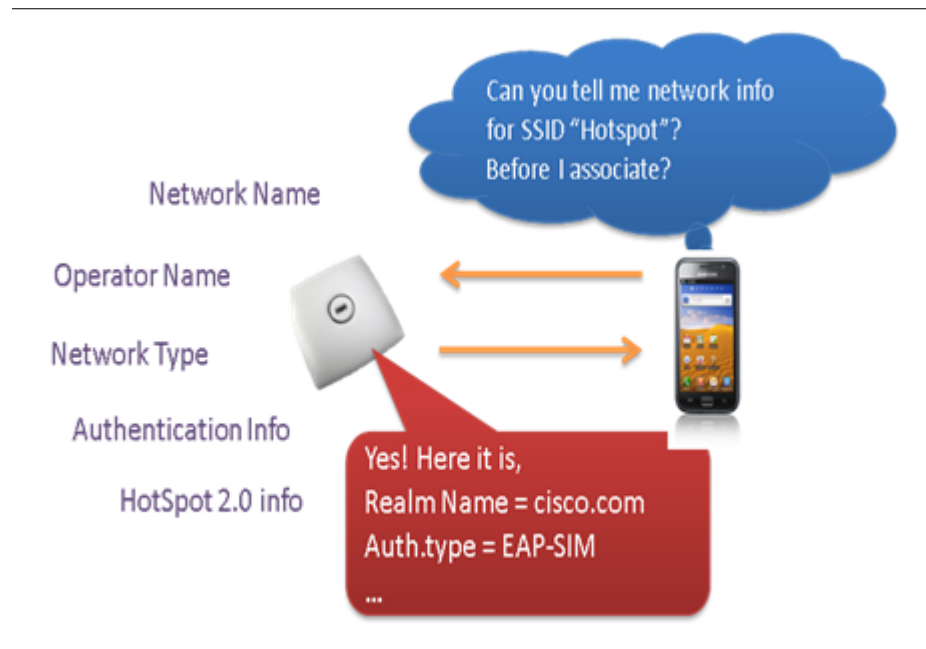 Can you tell me network info
for SSID “Hotspot”?
Before I associate?
Network Name
Operator Name
Network Type
Authentication Info
HotSpot 2.0 info
Yes! Here it is,
Realm Name = cisco.com
Auth.type = EAP-SIM
...